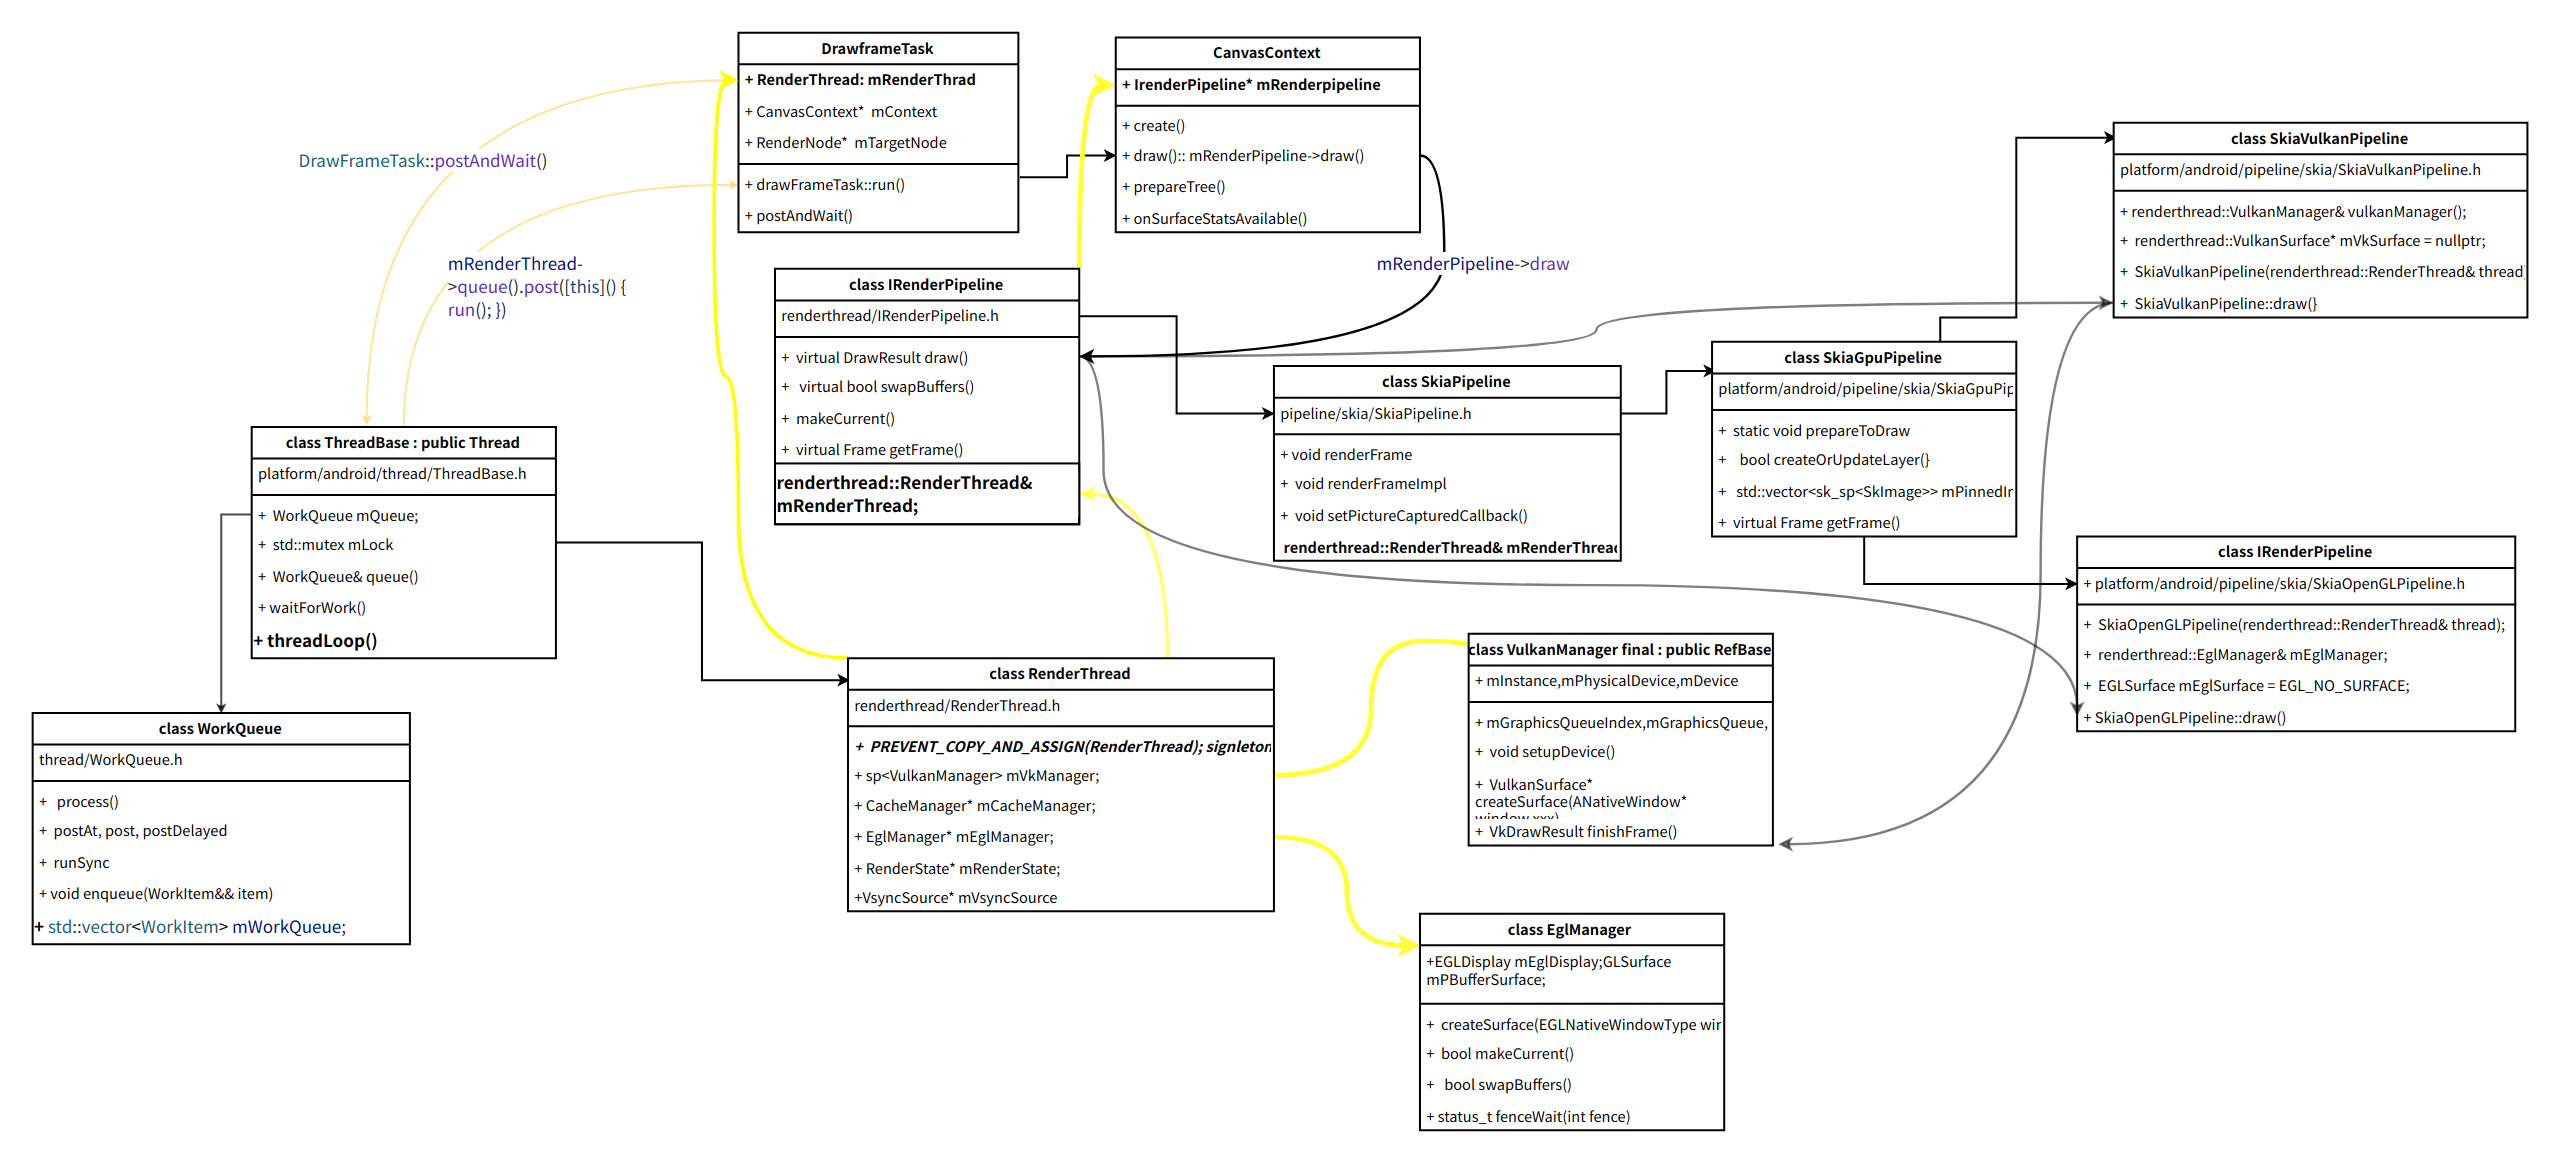 DrawframeTask
+ RenderThread: mRenderThrad
+ CanvasContext* mContext
+ RenderNode* mTargetNode
+ drawFrameTask::run()
+ postAndWait()
CanvasContext
+ IrenderPipeline* mRenderpipeline
+ create()
+ draw():: mRenderPipeline->draw()
+ prepareTree()
+ onSurfaceStatsAvailable()
class SkiaVulkanPipeline
platform/android/pipeline/skia/SkiaVulkanPipeline.h
+ renderthread::VulkanManager& vulkanManager();
+ renderthread::VulkanSurface* mVkSurface = nullptr;
+ SkiaVulkanPipeline(renderthread::RenderThread& thread)
+ SkiaVulkanPipeline::draw(}
DrawFrameTask::postAndWait()
mRenderThread-
>queue().post([this]() {
run(); })
mRenderPipeline->draw
class IRenderPipeline
renderthread/IRenderPipeline.h
+ virtual DrawResult draw()
+ virtual bool swapBuffers()
+ makeCurrent()
+ virtual Frame getFrame()
renderthread::RenderThread&
mRenderThread;
class SkiaPipeline
pipeline/skia/SkiaPipeline.h
+ void renderFrame
+ void renderFrameImpl
+ void setPictureCapturedCallback()
renderthread::RenderThread& mRenderThread
class SkiaGpuPipeline
platform/android/pipeline/skia/SkiaGpuPip
+ static void prepareToDraw
+ bool createOrUpdateLayer(}
+ std::vector<sk_sp<SkImage>> mPinnedIr
+ virtual Frame getFrame()
class ThreadBase : public Thread
platform/android/thread/ThreadBase.h
+ WorkQueue mQueue;
+ std::mutex mLock
+ WorkQueue& queue()
+ waitForWork()
+ threadLoop()
class IRenderPipeline
+ platform/android/pipeline/skia/SkiaOpenGLPipeline.h
+ SkiaOpenGLPipeline(renderthread::RenderThread& thread);
+ renderthread::EglManager& mEglManager;
+ EGLSurface mEglSurface = EGL_NO_SURFACE;
+ SkiaOpenGLPipeline::draw()
class RenderThread
renderthread/RenderThread.h
+ PREVENT_COPY_AND_ASSIGN(RenderThread); signleton
+ sp<VulkanManager> mVkManager;
+ CacheManager* mCacheManager;
+ EglManager* mEglManager;
+ RenderState* mRenderState;
+VsyncSource* mVsyncSource
class VulkanManager final : public RefBase
+ mInstance,mPhysicalDevice,mDevice
+ mGraphicsQueueIndex,mGraphicsQueue,
+ void setupDevice()
+ VulkanSurface*
createSurface(ANativeWindow*
window,xxx)
+ VkDrawResult finishFrame()
class WorkQueue
thread/WorkQueue.h
+ process()
+ postAt, post, postDelayed
+ runSync
+ void enqueue(WorkItem&& item)
+ std::vector<WorkItem> mWorkQueue;
class EglManager
+EGLDisplay mEglDisplay;GLSurface
mPBufferSurface;
+ createSurface(EGLNativeWindowType wir
+ bool makeCurrent()
+ bool swapBuffers()
+ status_t fenceWait(int fence)